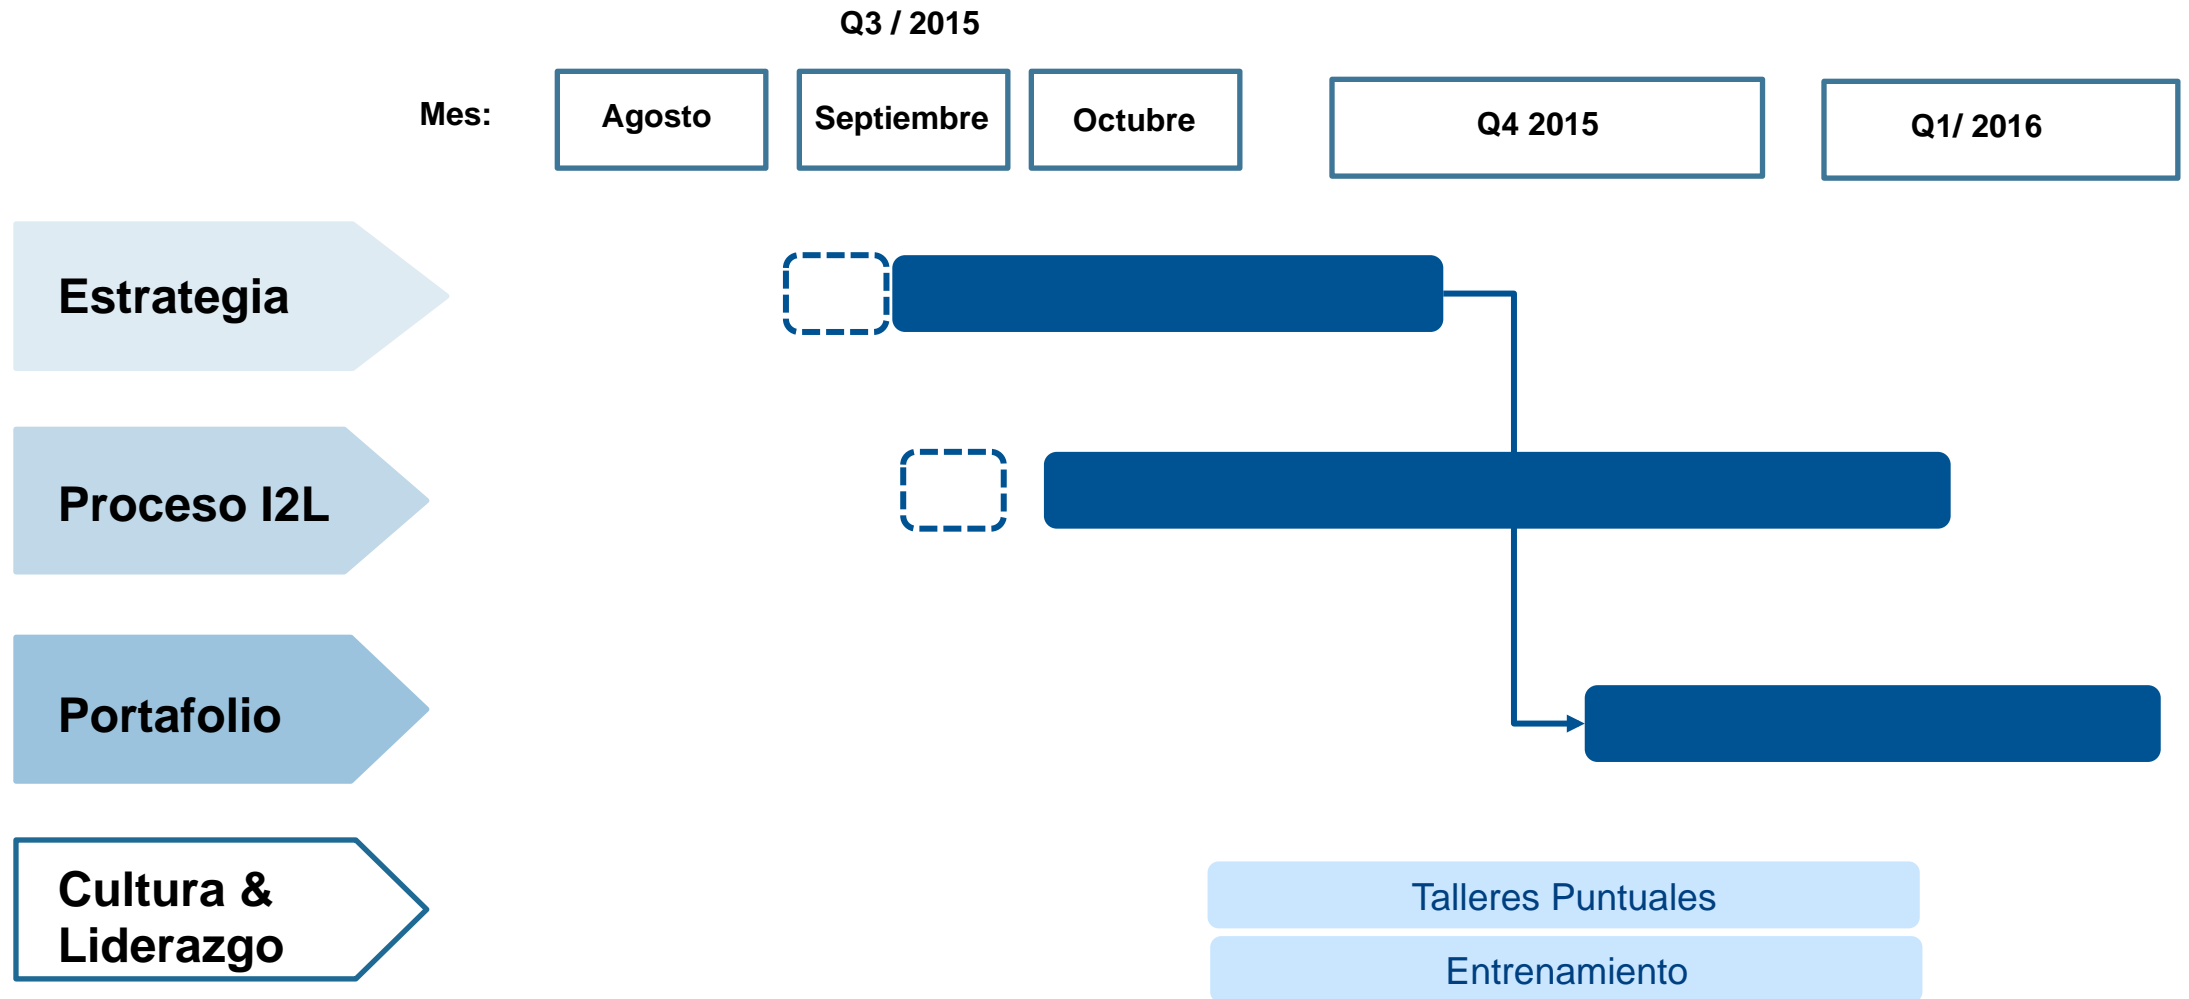 Q3 / 2015
Mes:
Agosto
Septiembre
Octubre
Q4 2015
Q1/ 2016
Estrategia
Proceso I2L
Portafolio
Cultura &
Liderazgo
Talleres Puntuales
Entrenamiento